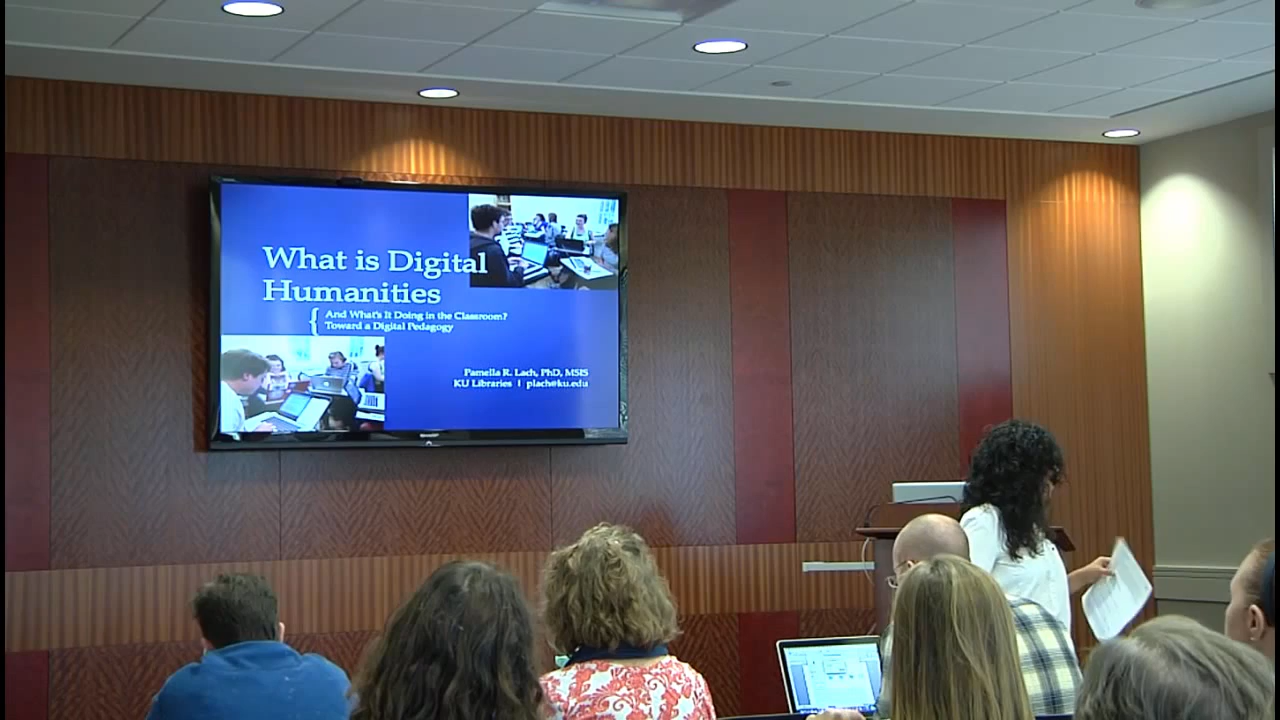 What is Digital
Humanities
{ And What's It Doing in the Classroom?
Toward a Digital Pedagogy
Pamella R. Lach, PhD, MSIS
KU Libraries | plach@ku.edu
SHARP